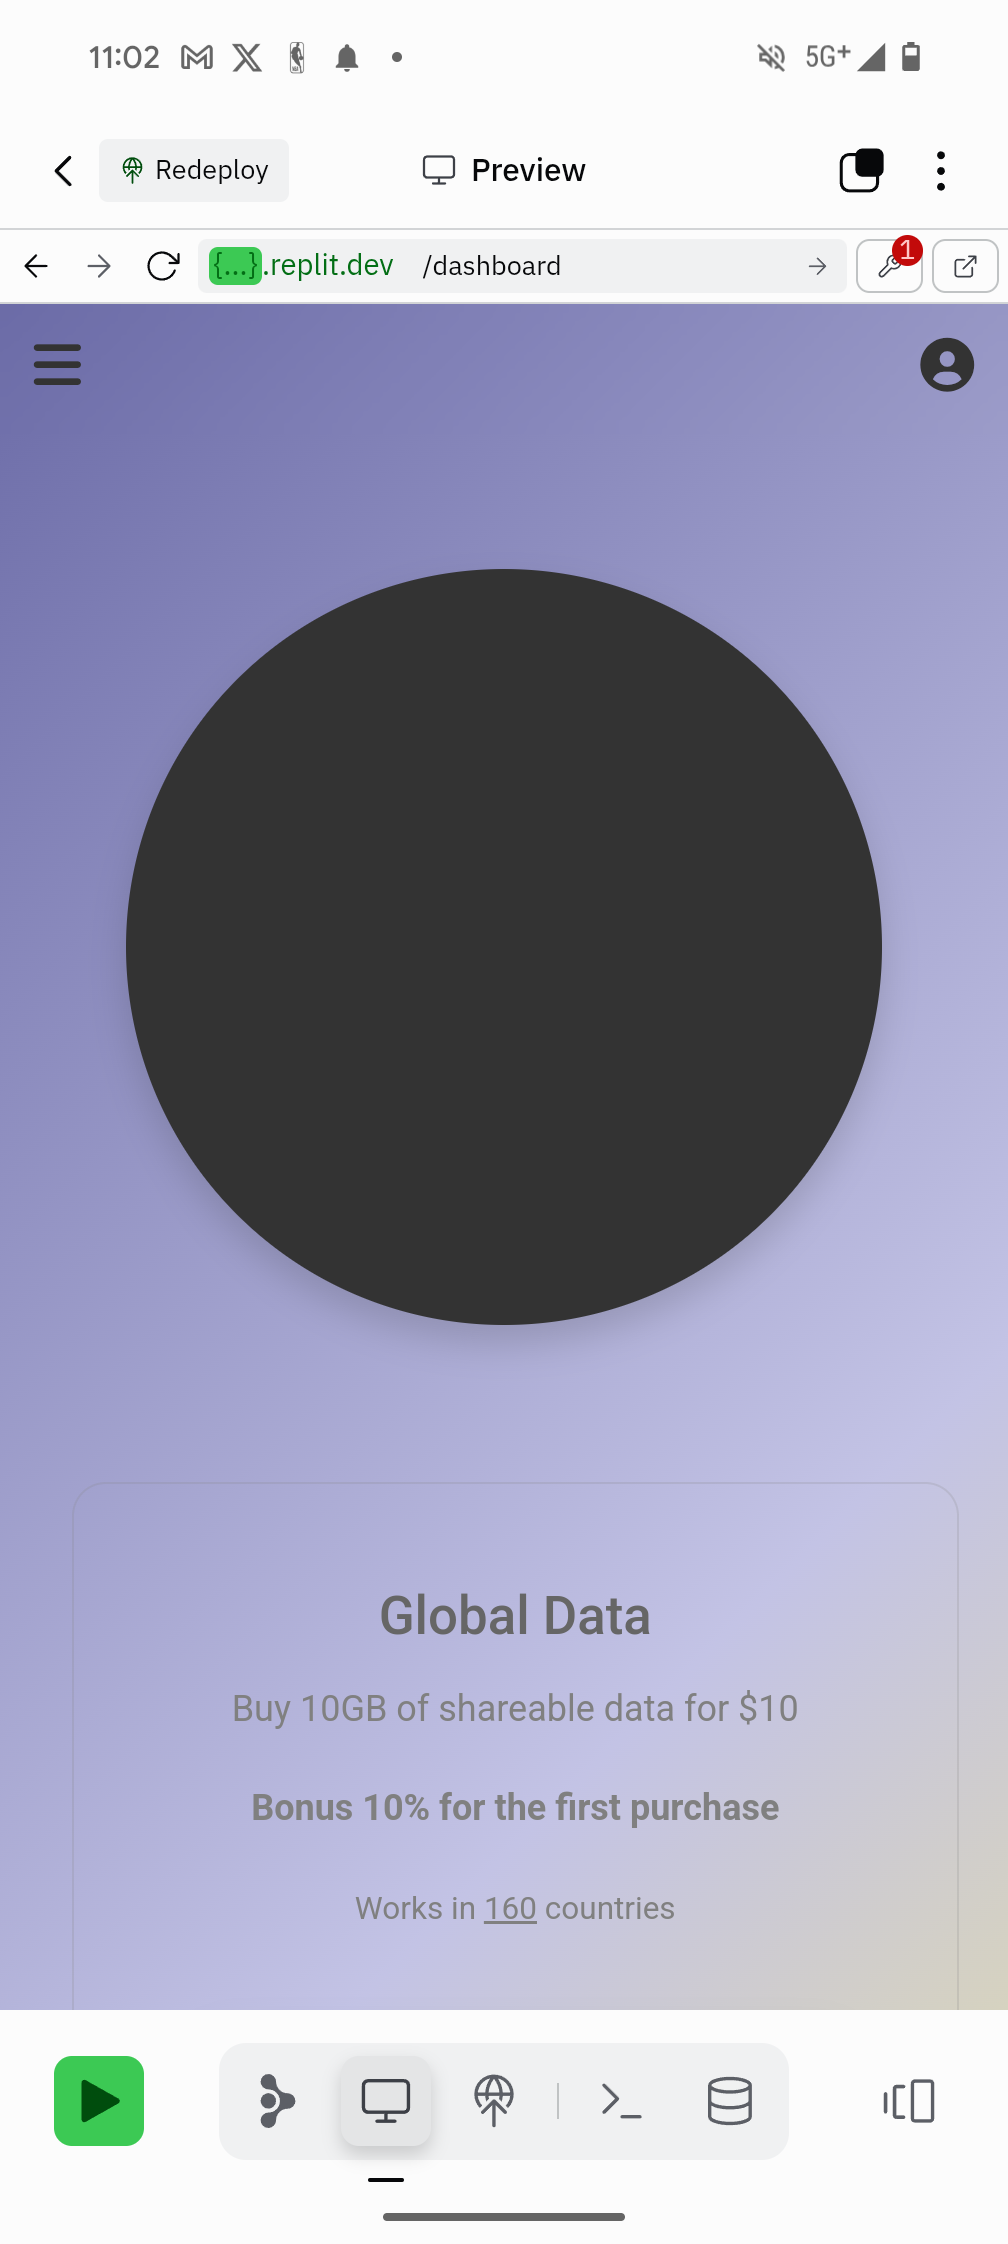 11:02
5G+
Redeploy
Preview
{...}.replit.dev /dashboard
1
Global Data
Buy 10GB of shareable data for $10
Bonus 10% for the first purchase
Works in 160 countries